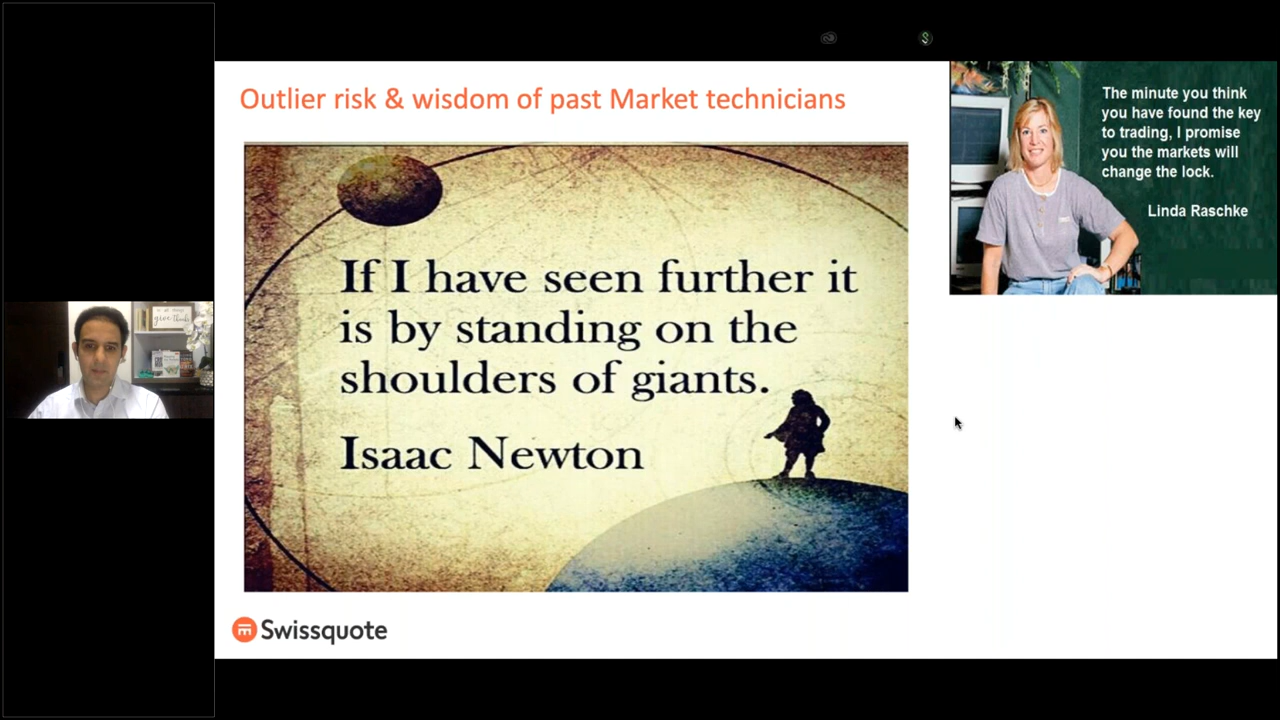 Outlier risk & wisdom of past Market technicians
If I have seen further it
is by standing on the
shoulders of giants.
Isaac Newton
The minute you think
you have found the key
to trading, I promise
you the markets will
change the lock.
Linda Raschke
give thanks
Swissquote